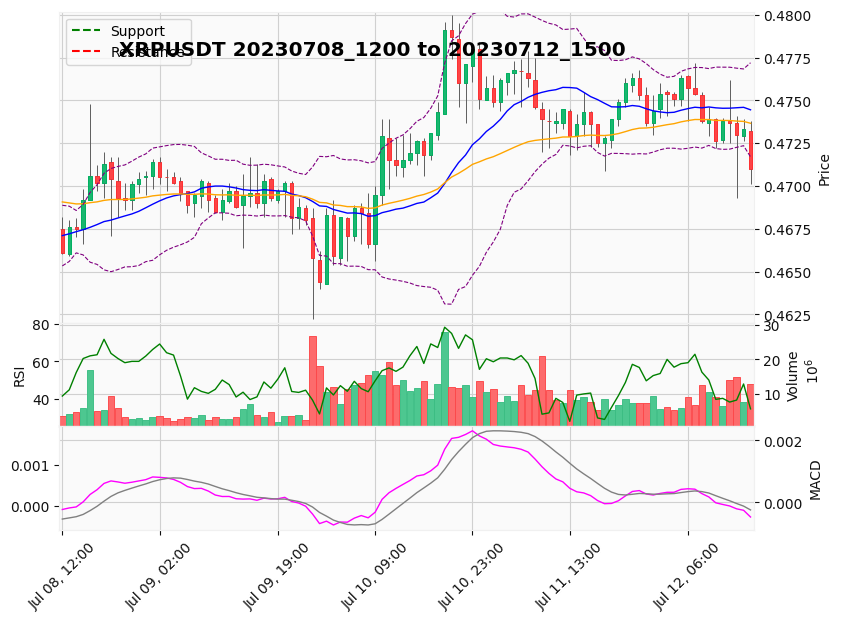 XRPUSDT 20230708_1200 to 20230712_1500
Support
Resistance
0.4800
0.4775
0.4750
0.4725
0.4700
0.4675
0.4650
0.4625
Price
80
60
40
RSI
30
20
10
Volume
10^6
0.001
0.000
0.002
0.000
MACD
Jul 08, 12:00
Jul 09, 02:00
Jul 09, 19:00
Jul 10, 09:00
Jul 10, 23:00
Jul 11, 13:00
Jul 12, 06:00